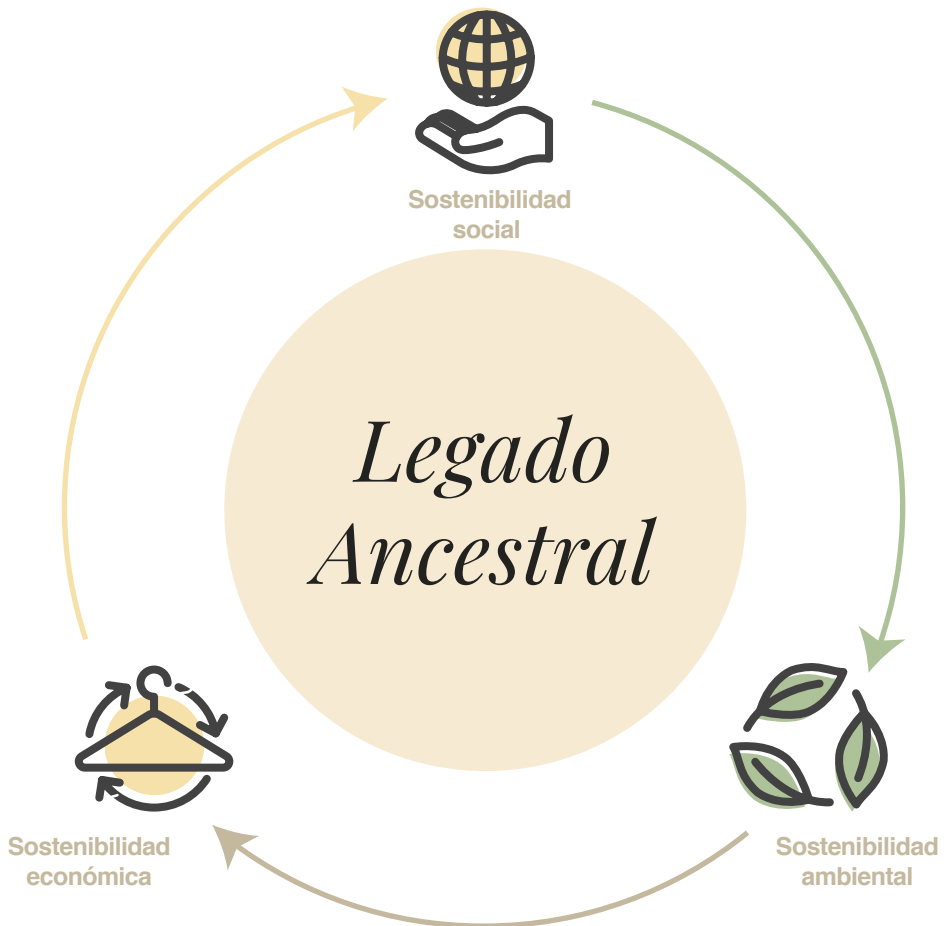 Sostenibilidad
social
Legado
Ancestral
Sostenibilidad
económica
Sostenibilidad
ambiental